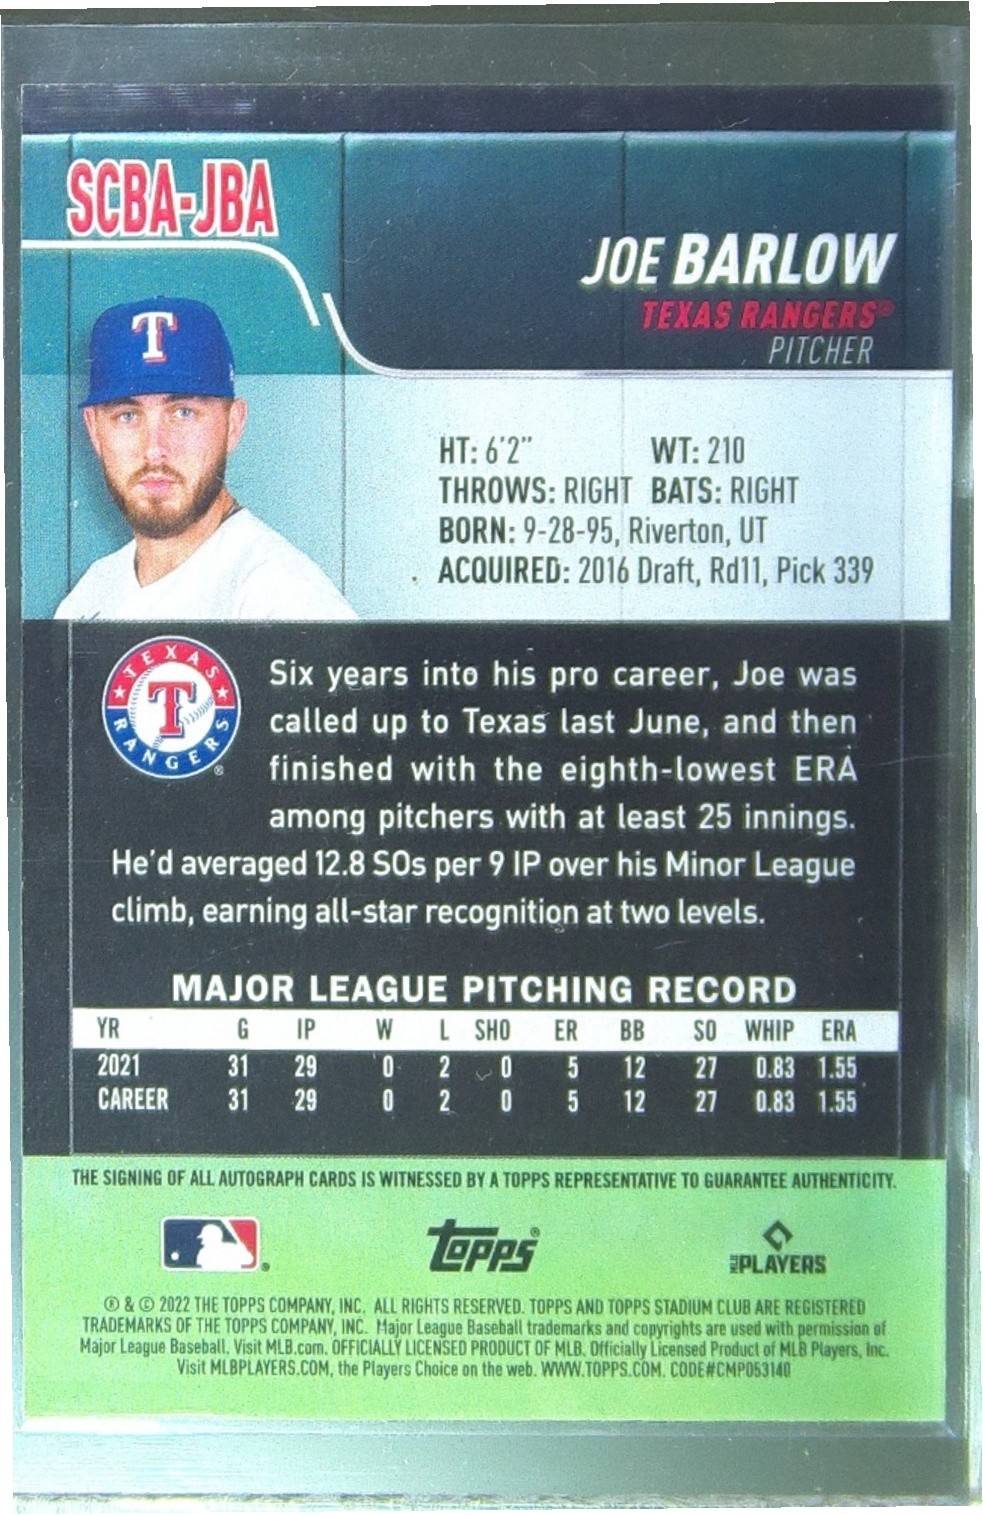 SCBA-JBA
JOE BARLOW
TEXAS RANGERS®
PITCHER
T
HT: 6'2" WT: 210
THROWS: RIGHT BATS: RIGHT
BORN: 9-28-95, Riverton, UT
ACQUIRED: 2016 Draft, Rd11, Pick 339
TEXAS
T
RANGERS
®
Six years into his pro career, Joe was
called up to Texas last June, and then
finished with the eighth-lowest ERA
among pitchers with at least 25 innings.
He'd averaged 12.8 SOs per 9 IP over his Minor League
climb, earning all-star recognition at two levels.
MAJOR LEAGUE PITCHING RECORD
YR G IP W L SHO ER BB SO WHIP ERA
2021 31 29 0 2 0 5 12 27 0.83 1.55
CAREER 31 29 0 2 0 5 12 27 0.83 1.55
THE SIGNING OF ALL AUTOGRAPH CARDS IS WITNESSED BY A TOPPS REPRESENTATIVE TO GUARANTEE AUTHENTICITY.
topps®
MLB PLAYERS
® & © 2022 THE TOPPS COMPANY, INC. ALL RIGHTS RESERVED. TOPPS AND TOPPS STADIUM CLUB ARE REGISTERED
TRADEMARKS OF THE TOPPS COMPANY, INC. Major League Baseball trademarks and copyrights are used with permission of
Major League Baseball. Visit MLB.com. OFFICIALLY LICENSED PRODUCT OF MLB. Officially Licensed Product of MLB Players, Inc.
Visit MLBPLAYERS.COM, the Players Choice on the web. WWW.TOPPS.COM. CODE#CMP053140